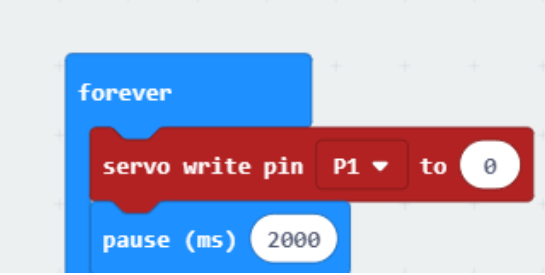 forever
servo write pin P1 to 0
pause (ms) 2000